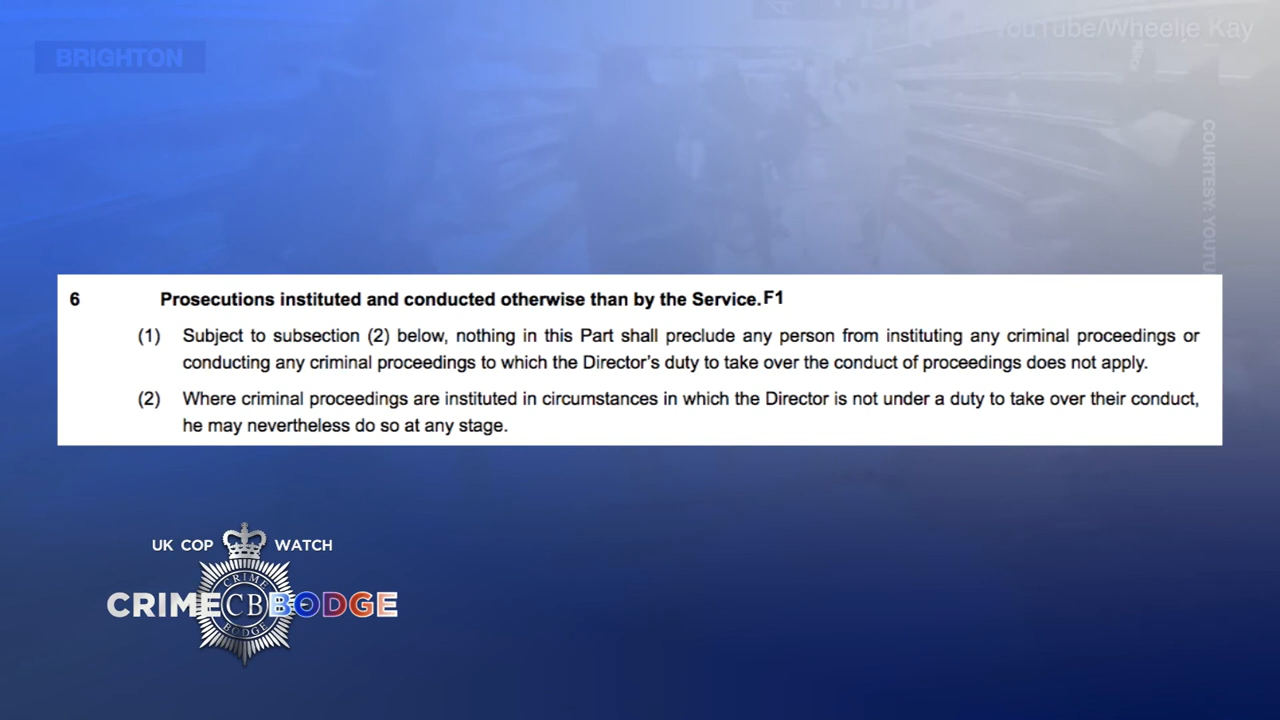 BRIGHTON
YouTube/Wheelie Kay
COURTESY: YOUTU
6 Prosecutions instituted and conducted otherwise than by the Service.F1
(1) Subject to subsection (2) below, nothing in this Part shall preclude any person from instituting any criminal proceedings or
conducting any criminal proceedings to which the Director's duty to take over the conduct of proceedings does not apply.
(2) Where criminal proceedings are instituted in circumstances in which the Director is not under a duty to take over their conduct,
he may nevertheless do so at any stage.
UK COP WATCH
CRIME BODGE
CRIME
CB
BODGE